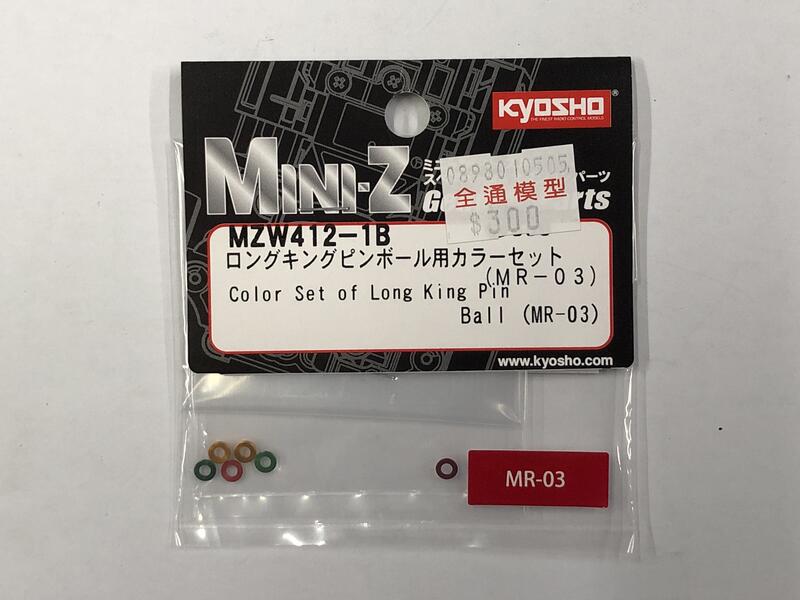 KYOSHO
THE FINEST RADIO CONTROL MODELS
MINI-Z
0898010505
全通模型
$300
MZW412-1B
ロングキングピンボール用カラーセット
(MR-03)
Color Set of Long King Pin
Ball (MR-03)
www.kyosho.com
MR-03